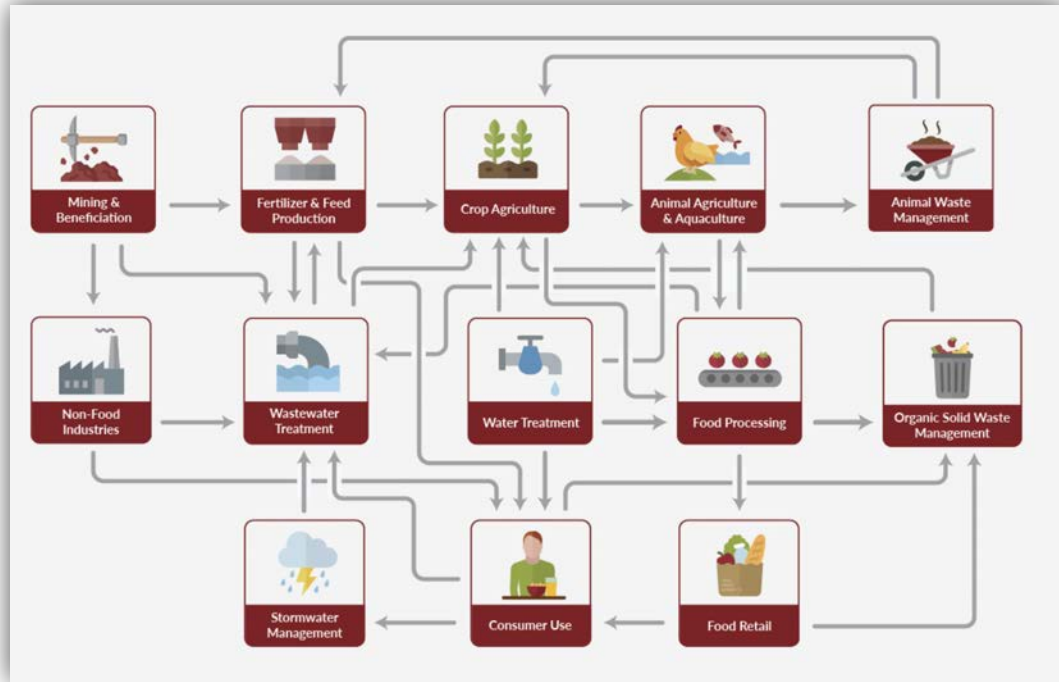 Mining &
Beneficiation
Fertilizer & Feed
Production
Crop Agriculture
Animal Agriculture
& Aquaculture
Animal Waste
Management
Non-Food
Industries
Wastewater
Treatment
Water Treatment
Food Processing
Organic Solid Waste
Management
Stormwater
Management
Consumer Use
Food Retail